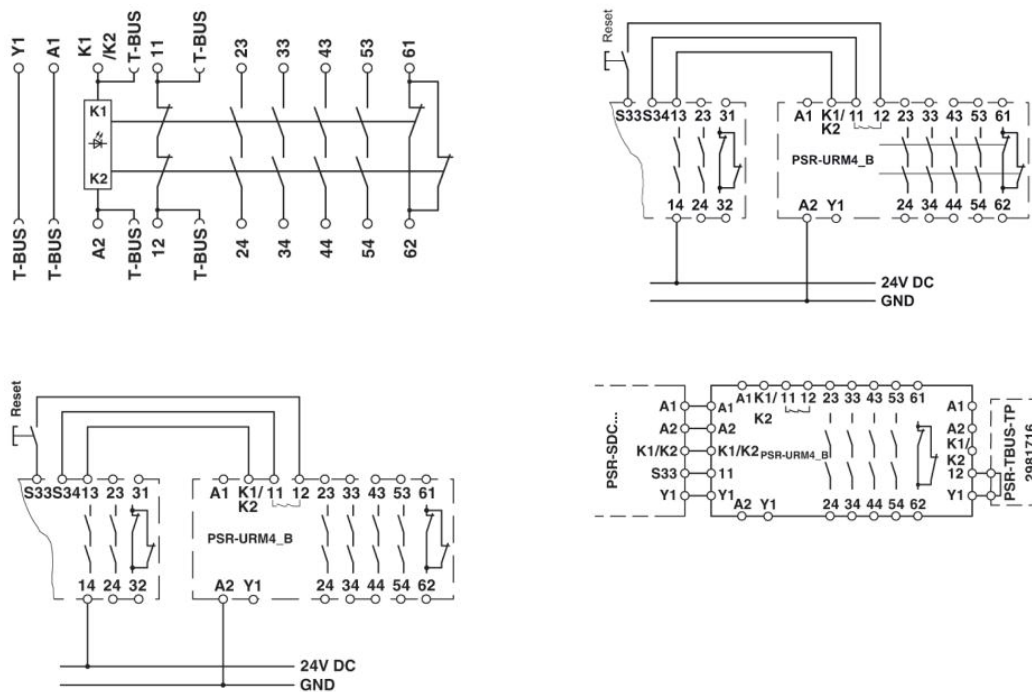 Y1 A1 K1 /K2 T-BUS 11 T-BUS 23 33 43 53 61
K1
K2
T-BUS T-BUS A2 T-BUS 12 T-BUS 24 34 44 54 62
Reset
S33 S34 13 23 31
A1 K1/ 11 12 23 33 43 53 61
K2
PSR-URM4_B
14 24 32
A2 Y1 24 34 44 54 62
24V DC
GND
Reset
S33 S34 13 23 31
A1 K1/ 11 12 23 33 43 53 61
K2
PSR-URM4_B
14 24 32
A2 Y1 24 34 44 54 62
24V DC
GND
PSR-SDC...
A1
A2
K1/K2
S33
Y1
A1 K1/ 11 12 23 33 43 53 61
K2
A1
A2
K1/K2
11
Y1
PSR-URM4_B
A2 Y1 24 34 44 54 62
A1
A2
K1/
K2
12
Y1
PSR-TBUS-TP
2981716